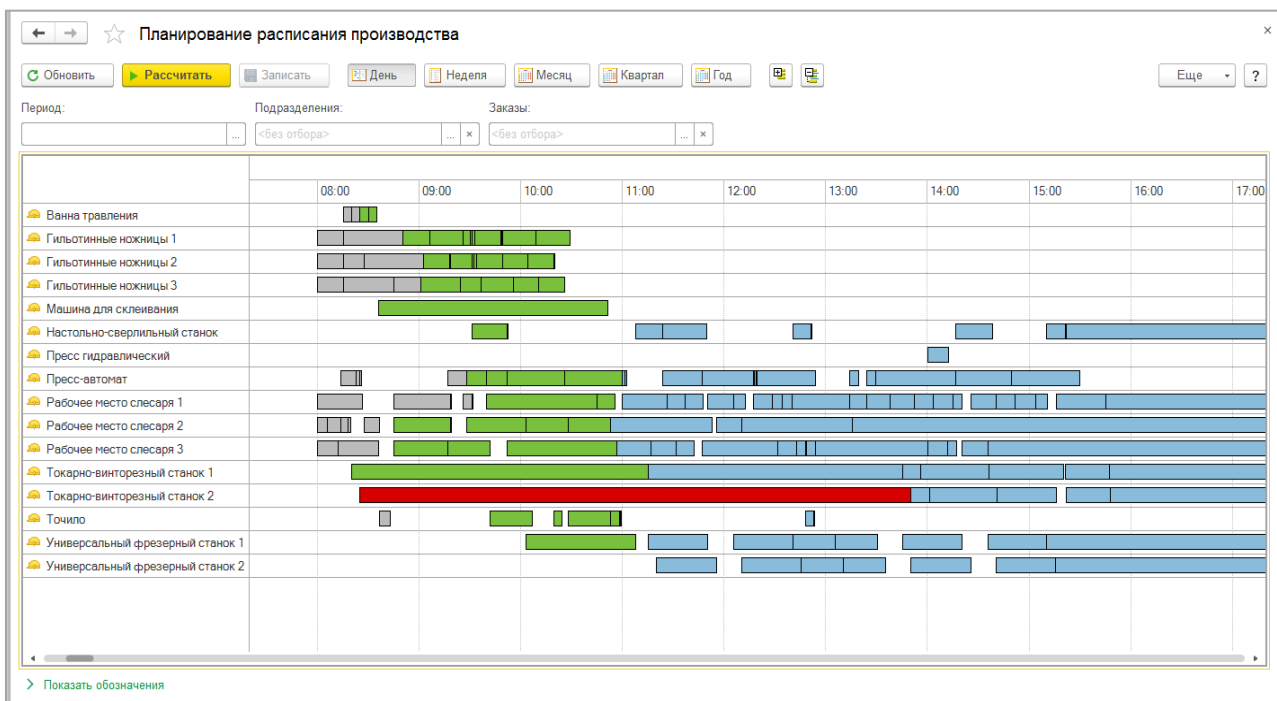 Планирование расписания производства
Обновить Рассчитать Записать День Неделя Месяц Квартал Год Еще ?
Период: Подразделения: Заказы:
... <без отбора> ... × <без отбора> ... ×
08:00 09:00 10:00 11:00 12:00 13:00 14:00 15:00 16:00 17:00
Ванна травления
Гильотинные ножницы 1
Гильотинные ножницы 2
Гильотинные ножницы 3
Машина для склеивания
Настольно-сверлильный станок
Пресс гидравлический
Пресс-автомат
Рабочее место слесаря 1
Рабочее место слесаря 2
Рабочее место слесаря 3
Токарно-винторезный станок 1
Токарно-винторезный станок 2
Точило
Универсальный фрезерный станок 1
Универсальный фрезерный станок 2
Показать обозначения